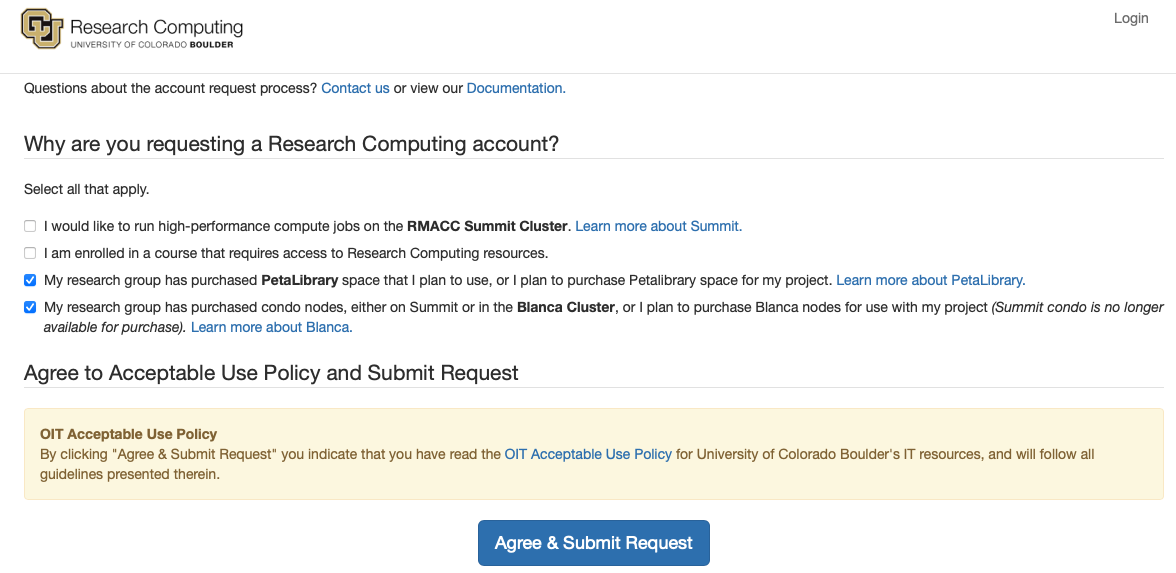 Research Computing
UNIVERSITY OF COLORADO BOULDER
Login
Questions about the account request process? Contact us or view our Documentation.
Why are you requesting a Research Computing account?
Select all that apply.
I would like to run high-performance compute jobs on the RMACC Summit Cluster. Learn more about Summit.
I am enrolled in a course that requires access to Research Computing resources.
My research group has purchased PetaLibrary space that I plan to use, or I plan to purchase Petalibrary space for my project. Learn more about PetaLibrary.
My research group has purchased condo nodes, either on Summit or in the Blanca Cluster, or I plan to purchase Blanca nodes for use with my project (Summit condo is no longer
available for purchase). Learn more about Blanca.
Agree to Acceptable Use Policy and Submit Request
OIT Acceptable Use Policy
By clicking "Agree & Submit Request" you indicate that you have read the OIT Acceptable Use Policy for University of Colorado Boulder's IT resources, and will follow all
guidelines presented therein.
Agree & Submit Request